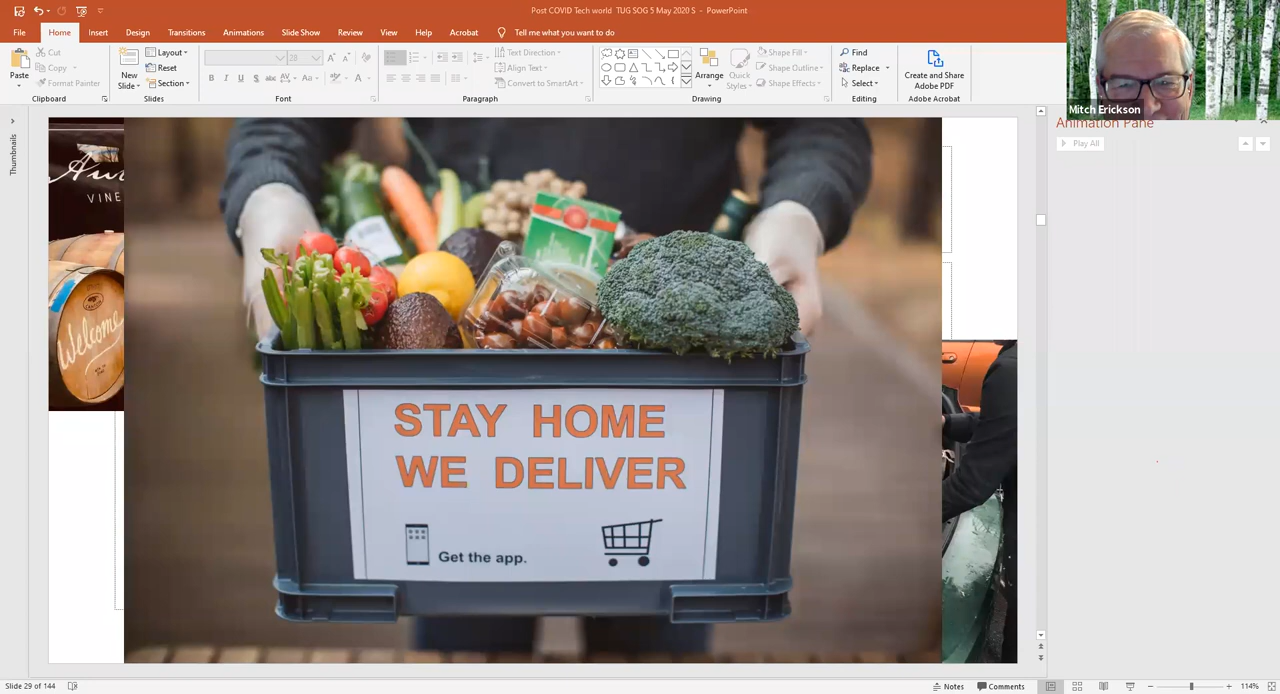 Post COVID Tech world TUG SOG 5 May 2020 S - PowerPoint
File Home Insert Design Transitions Animations Slide Show Review View Help Acrobat Tell me what you want to do
Paste
Cut
Copy
Format Painter
Clipboard
New
Slide
Layout
Reset
Section
Slides
28
B I U S abc AV Aa A
Font
Text Direction
Align Text
Convert to SmartArt
Paragraph
Arrange
Quick
Styles
Shape Fill
Shape Outline
Shape Effects
Drawing
Find
Replace
Select
Editing
Create and Share
Adobe PDF
Adobe Acrobat
Mitch Erickson
Animation Pane
Play All
Thumbnails
VINE
Welcome
STAY HOME
WE DELIVER
Get the app.
Slide 29 of 144
Notes
Comments
114%